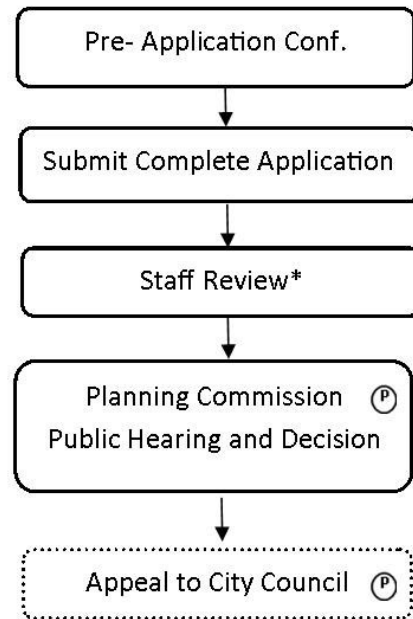 Pre- Application Conf.
Submit Complete Application
Staff Review*
Planning Commission Ⓟ
Public Hearing and Decision
Appeal to City Council Ⓟ